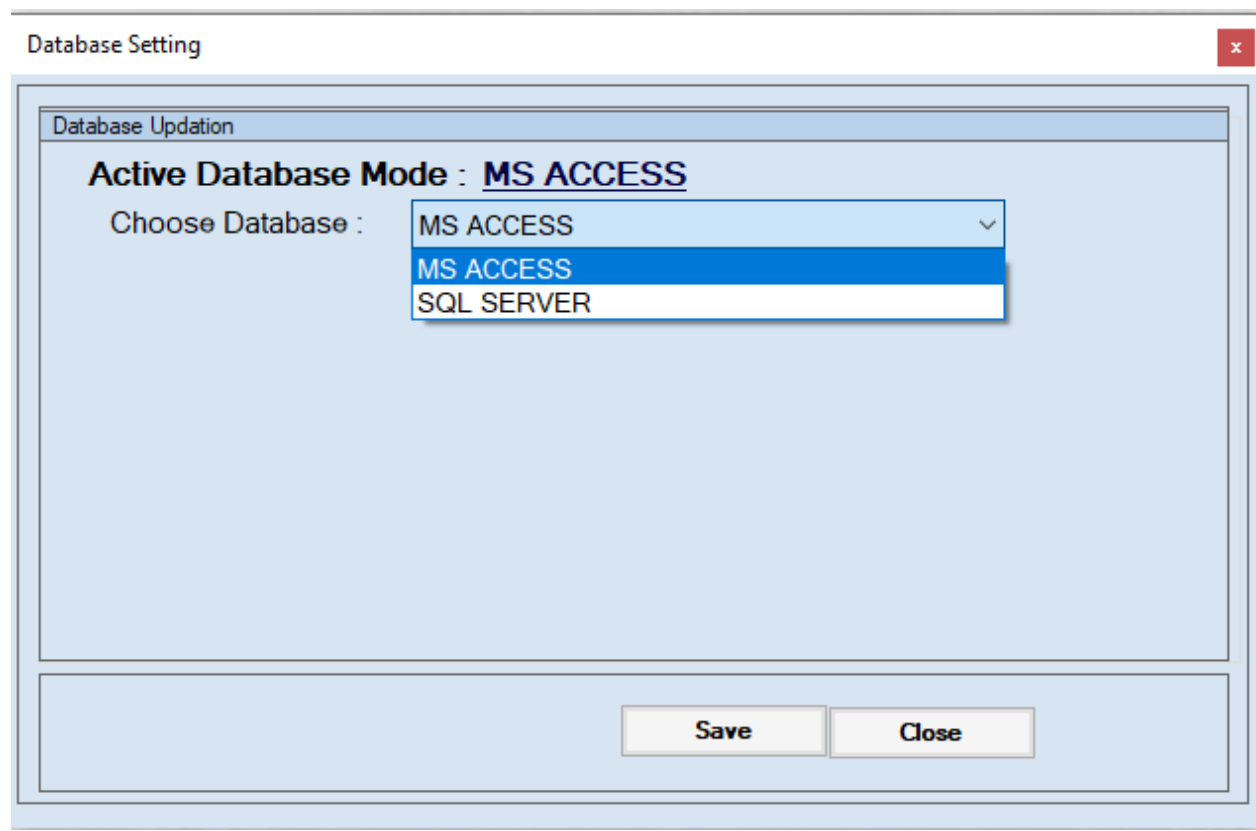 Database Setting
x
Database Updation
Active Database Mode : MS ACCESS
Choose Database : MS ACCESS
MS ACCESS
SQL SERVER
Save Close